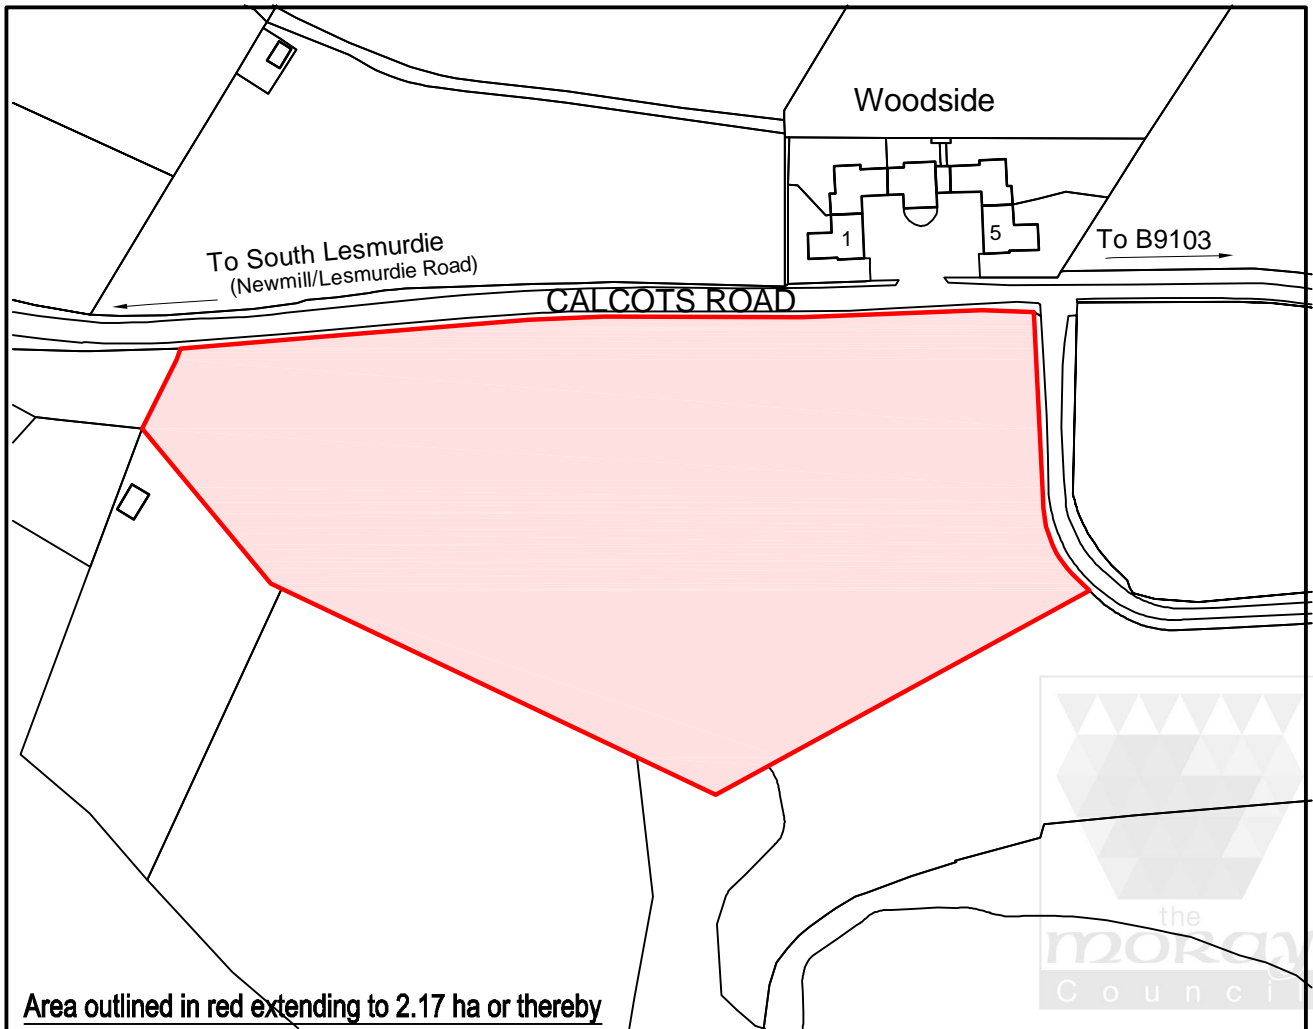 Woodside
To South Lesmurdie
(Newmill/Lesmurdie Road)
1
5
To B9103
CALCOTS ROAD
the
moray
Council
Area outlined in red extending to 2.17 ha or thereby